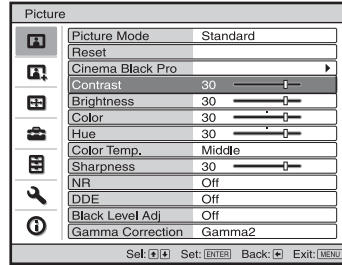 Picture
Picture Mode Standard
Reset
Cinema Black Pro
Contrast 30
Brightness 30
Color 30
Hue 30
Color Temp. Middle
Sharpness 30
NR Off
DDE Off
Black Level Adj Off
Gamma Correction Gamma2
Sel: Set: ENTER Back: Exit: MENU